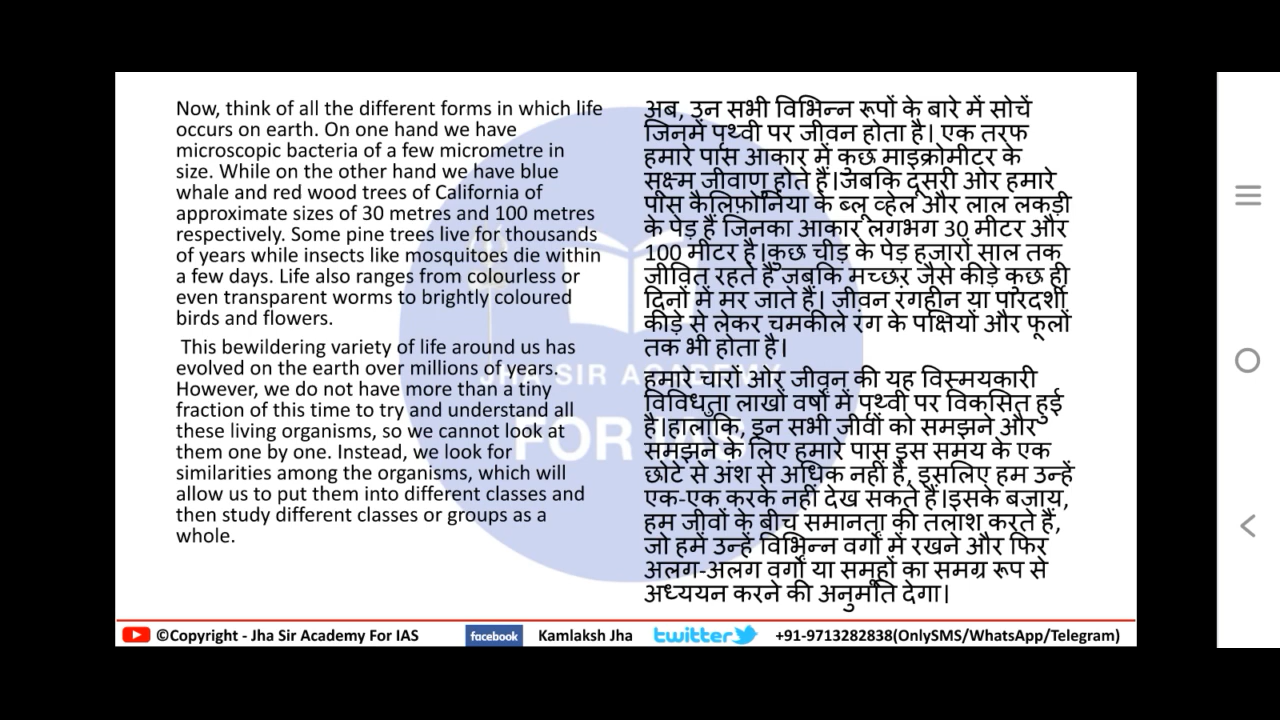 Now, think of all the different forms in which life
occurs on earth. On one hand we have
microscopic bacteria of a few micrometre in
size. While on the other hand we have blue
whale and red wood trees of California of
approximate sizes of 30 metres and 100 metres
respectively. Some pine trees live for thousands
of years while insects like mosquitoes die within
a few days. Life also ranges from colourless or
even transparent worms to brightly coloured
birds and flowers.
This bewildering variety of life around us has
evolved on the earth over millions of years.
However, we do not have more than a tiny
fraction of this time to try and understand all
these living organisms, so we cannot look at
them one by one. Instead, we look for
similarities among the organisms, which will
allow us to put them into different classes and
then study different classes or groups as a
whole.
अब, उन सभी विभिन्न रूपों के बारे में सोचें
जिनमें पृथ्वी पर जीवन होता है। एक तरफ
हमारे पास आकार में कुछ माइक्रोमीटर के
सूक्ष्म जीवाणु होते हैं।जबकि दूसरी ओर हमारे
पास कैलिफ़ोर्निया के ब्लू व्हेल और लाल लकड़ी
के पेड़ हैं जिनका आकार लगभग 30 मीटर और
100 मीटर है।कुछ चीड़ के पेड़ हजारों साल तक
जीवित रहते हैं जबकि मच्छर जैसे कीड़े कुछ ही
दिनों में मर जाते हैं। जीवन रंगहीन या पारदर्शी
कीड़े से लेकर चमकीले रंग के पक्षियों और फूलों
तक भी होता है।
हमारे चारों ओर जीवन की यह विस्मयकारी
विविधता लाखों वर्षों में पृथ्वी पर विकसित हुई
है।हालांकि, इन सभी जीवों को समझने और
समझने के लिए हमारे पास इस समय के एक
छोटे से अंश से अधिक नहीं है, इसलिए हम उन्हें
एक-एक करके नहीं देख सकते हैं।इसके बजाय,
हम जीवों के बीच समानता की तलाश करते हैं,
जो हमें उन्हें विभिन्न वर्गों में रखने और फिर
अलग-अलग वर्गों या समूहों का समग्र रूप से
अध्ययन करने की अनुमति देगा।
JHA SIR ACADEMY
FOR IAS
©Copyright - Jha Sir Academy For IAS facebook Kamlaksh Jha twitter +91-9713282838(OnlySMS/WhatsApp/Telegram)